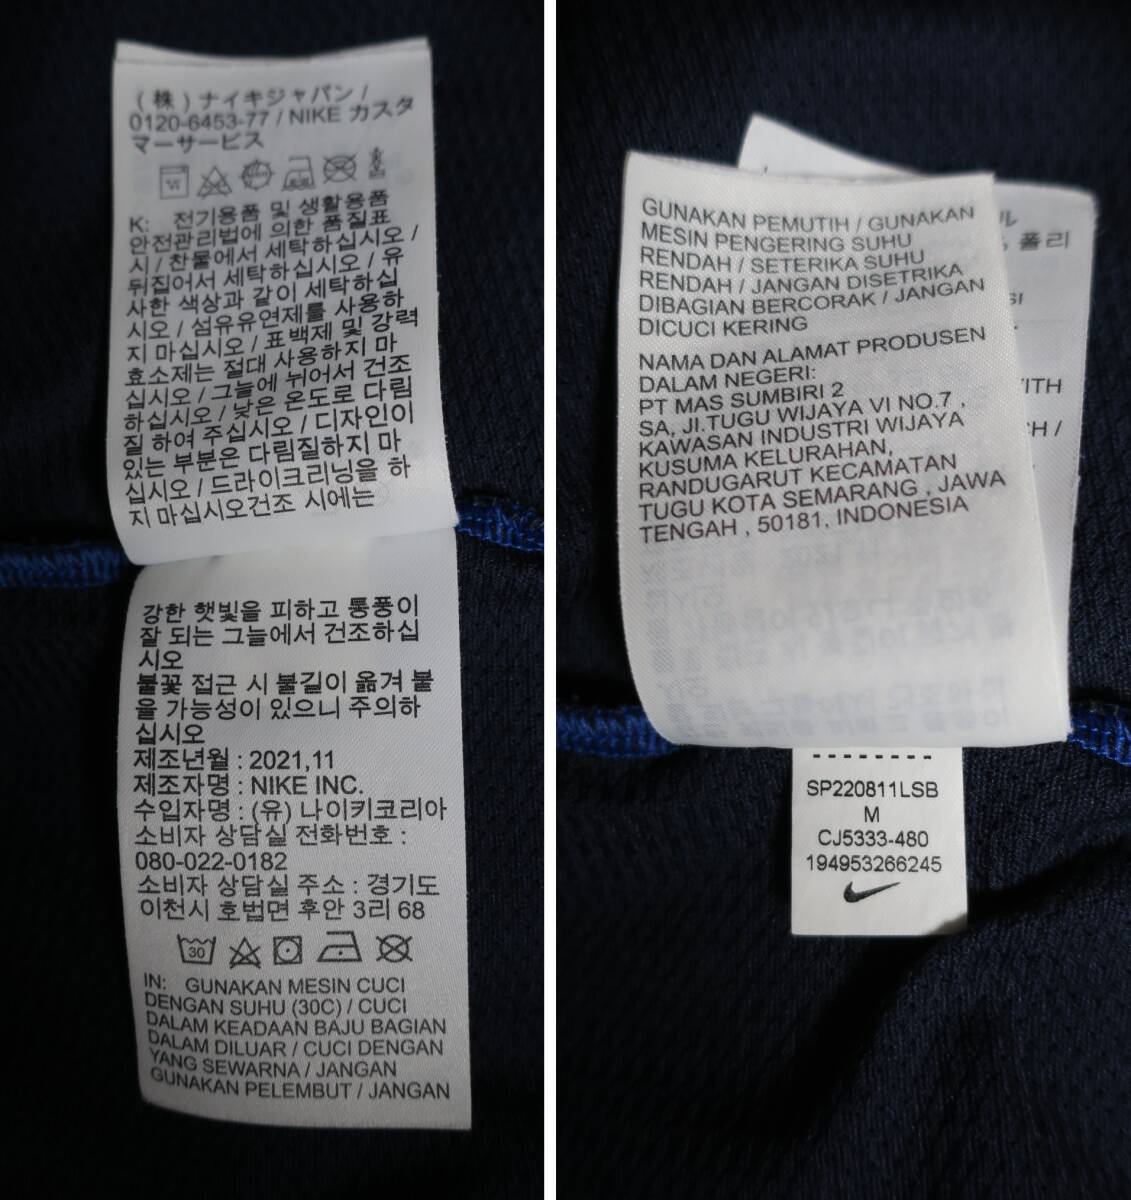 (株)ナイキジャパン /
0120-6453-77 / NIKE カスタ
マーサービス
K: 전기용품 및 생활용품
안전관리법에 의한 품질표
시 / 찬물에서 세탁하십시오 /
뒤집어서 세탁하십시오 / 유
사한 색상과 같이 세탁하십
시오 / 섬유유연제를 사용하
지 마십시오 / 표백제 및 강력
효소제는 절대 사용하지 마
십시오 / 그늘에 뉘어서 건조
하십시오 / 낮은 온도로 다림
질 하여 주십시오 / 디자인이
있는 부분은 다림질하지 마
십시오 / 드라이크리닝을 하
지 마십시오건조 시에는
강한 햇빛을 피하고 통풍이
잘 되는 그늘에서 건조하십
시오
불꽃 접근 시 불길이 옮겨 붙
을 가능성이 있으니 주의하
십시오
제조년월 : 2021,11
제조자명 : NIKE INC.
수입자명 : (유) 나이키코리아
소비자 상담실 전화번호 :
080-022-0182
소비자 상담실 주소 : 경기도
이천시 호법면 후안 3리 68
30
IN: GUNAKAN MESIN CUCI
DENGAN SUHU (30C) / CUCI
DALAM KEADAAN BAJU BAGIAN
DALAM DILUAR / CUCI DENGAN
YANG SEWARNA / JANGAN
GUNAKAN PELEMBUT / JANGAN
GUNAKAN PEMUTIH / GUNAKAN
MESIN PENGERING SUHU
RENDAH / SETERIKA SUHU
RENDAH / JANGAN DISETRIKA
DIBAGIAN BERCORAK / JANGAN
DICUCI KERING
NAMA DAN ALAMAT PRODUSEN
DALAM NEGERI:
PT MAS SUMBIRI 2
SA, Jl.TUGU WIJAYA VI NO.7 ,
KAWASAN INDUSTRI WIJAYA
KUSUMA KELURAHAN,
RANDUGARUT KECAMATAN
TUGU KOTA SEMARANG , JAWA
TENGAH , 50181, INDONESIA
% 폴리
SP220811LSB
M
CJ5333-480
194953266245